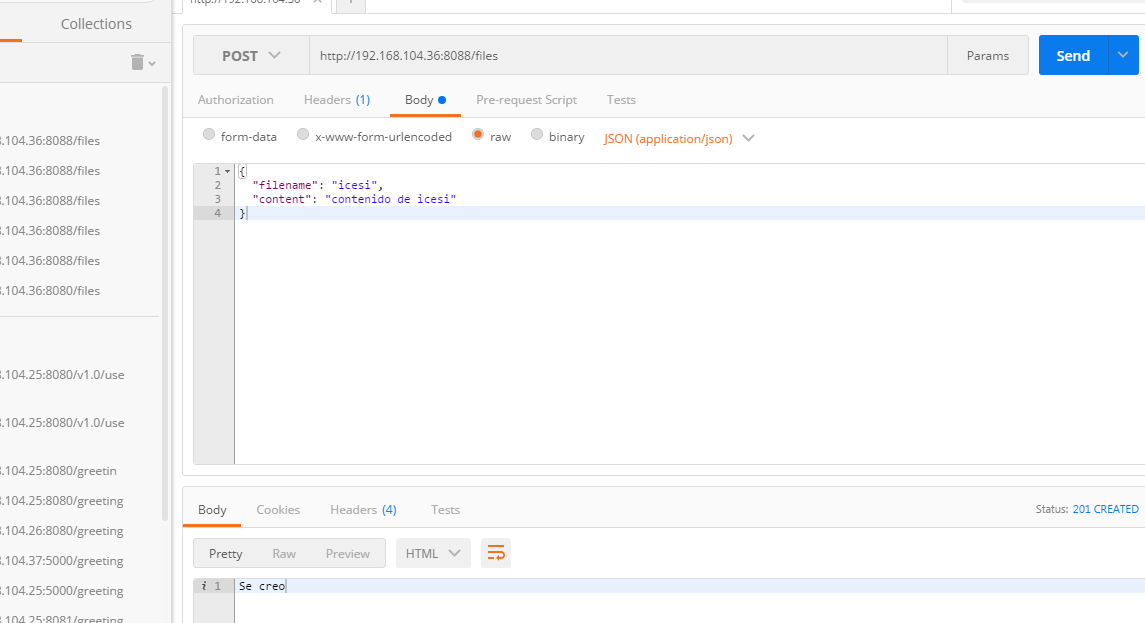 Collections
.104.36:8088/files
.104.36:8088/files
.104.36:8088/files
.104.36:8088/files
.104.36:8088/files
.104.36:8080/files
.104.25:8080/v1.0/use
.104.25:8080/v1.0/use
.104.25:8080/greetin
.104.25:8080/greeting
.104.26:8080/greeting
.104.37:5000/greeting
.104.25:5000/greeting
.104.25:8081/greeting
http://192.168.104.36
POST http://192.168.104.36:8088/files Params Send
Authorization Headers (1) Body Pre-request Script Tests
form-data x-www-form-urlencoded raw binary JSON (application/json)
1 {
2 "filename": "icesi",
3 "content": "contenido de icesi"
4 }
Body Cookies Headers (4) Tests Status: 201 CREATED
Pretty Raw Preview HTML
i 1 Se creo